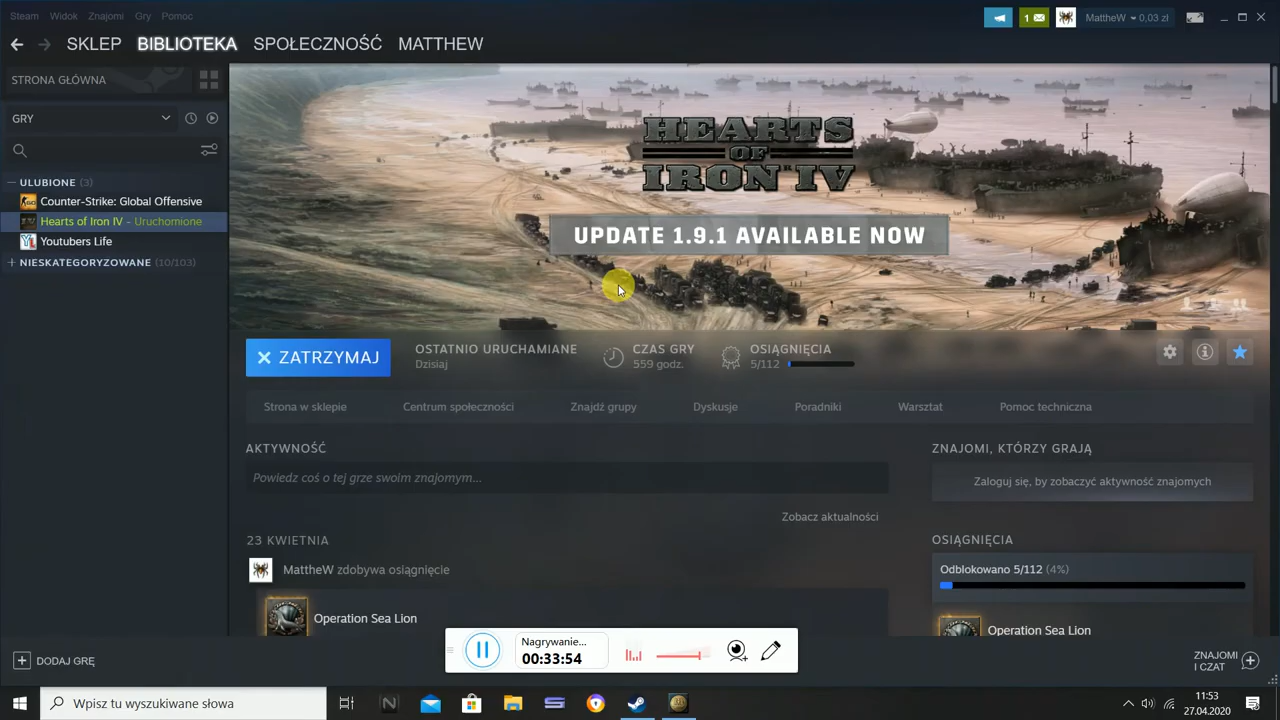 Steam Widok Znajomi Gry Pomoc
1 MattheW 0,03 zł
SKLEP BIBLIOTEKA SPOŁECZNOŚĆ MATTHEW
STRONA GŁÓWNA
GRY
ULUBIONE (3)
Counter-Strike: Global Offensive
Hearts of Iron IV - Uruchomione
Youtubers Life
NIESKATEGORYZOWANE (10/103)
HEARTS
OF
IRON IV
UPDATE 1.9.1 AVAILABLE NOW
ZATRZYMAJ
OSTATNIO URUCHAMIANE
Dzisiaj
CZAS GRY
559 godz.
OSIĄGNIĘCIA
5/112
Strona w sklepie Centrum społeczności Znajdź grupy Dyskusje Poradniki Warsztat Pomoc techniczna
AKTYWNOŚĆ
Powiedz coś o tej grze swoim znajomym...
Zobacz aktualności
23 KWIETNIA
MattheW zdobywa osiągnięcie
Operation Sea Lion
ZNAJOMI, KTÓRZY GRAJĄ
Zaloguj się, by zobaczyć aktywność znajomych
OSIĄGNIĘCIA
Odblokowano 5/112 (4%)
Operation Sea Lion
Nagrywanie...
00:33:54
DODAJ GRĘ
ZNAJOMI
I CZAT
Wpisz tu wyszukiwane słowa
11:53
27.04.2020